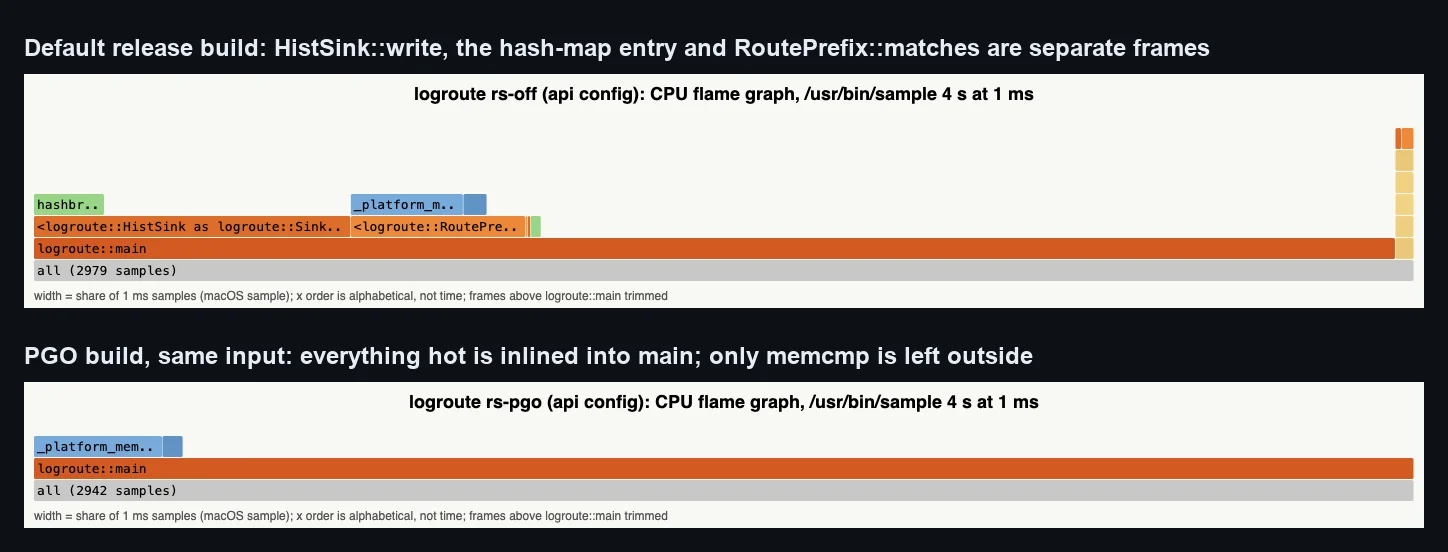 Default release build: HistSink::write, the hash-map entry and RoutePrefix::matches are separate frames
logroute rs-off (api config): CPU flame graph, /usr/bin/sample 4 s at 1 ms
hashbr..
_platform_m..
<logroute::HistSink as logroute::Sink..
<logroute::RoutePre..
logroute::main
all (2979 samples)
width = share of 1 ms samples (macOS sample); x order is alphabetical, not time; frames above logroute::main trimmed
PGO build, same input: everything hot is inlined into main; only memcmp is left outside
logroute rs-pgo (api config): CPU flame graph, /usr/bin/sample 4 s at 1 ms
_platform_mem..
logroute::main
all (2942 samples)
width = share of 1 ms samples (macOS sample); x order is alphabetical, not time; frames above logroute::main trimmed